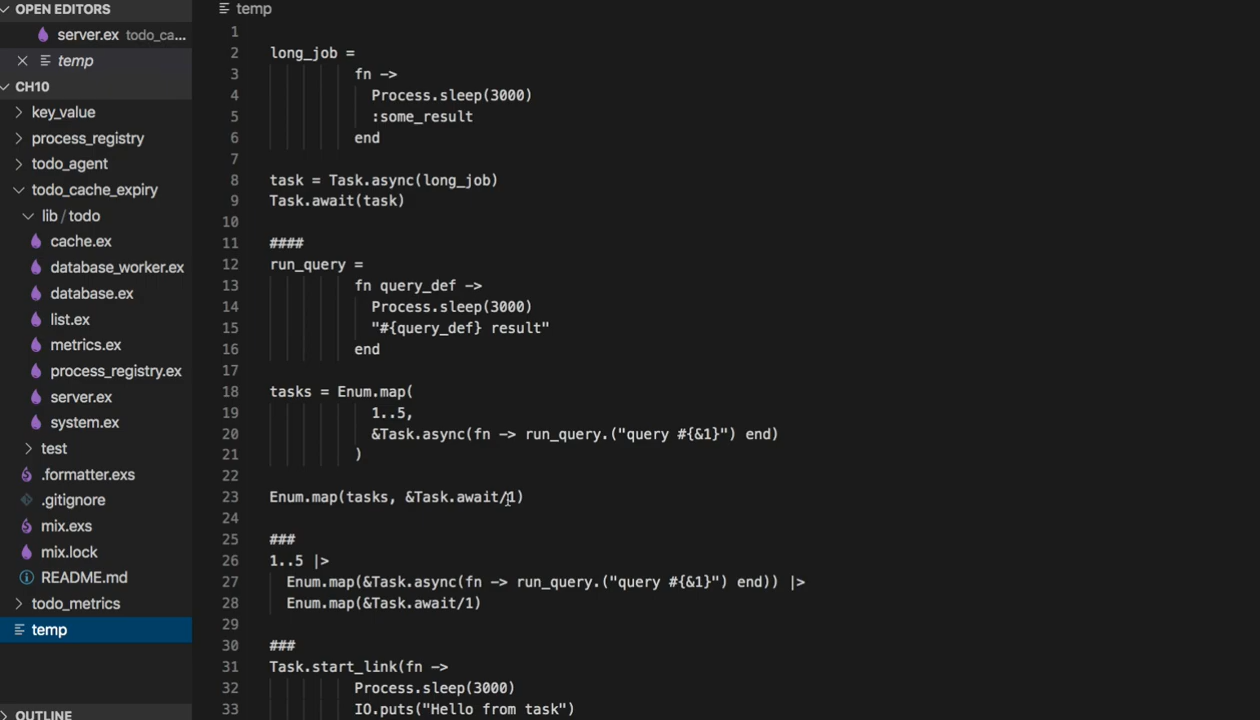 OPEN EDITORS
server.ex todo_ca...
temp
CH10
key_value
process_registry
todo_agent
todo_cache_expiry
lib / todo
cache.ex
database_worker.ex
database.ex
list.ex
metrics.ex
process_registry.ex
server.ex
system.ex
test
.formatter.exs
.gitignore
mix.exs
mix.lock
README.md
todo_metrics
temp
OUTLINE
temp
1
2 long_job =
3 fn ->
4 Process.sleep(3000)
5 :some_result
6 end
7
8 task = Task.async(long_job)
9 Task.await(task)
10
11 ####
12 run_query =
13 fn query_def ->
14 Process.sleep(3000)
15 "#{query_def} result"
16 end
17
18 tasks = Enum.map(
19 1..5,
20 &Task.async(fn -> run_query.("query #{&1}") end)
21 )
22
23 Enum.map(tasks, &Task.await/1)
24
25 ###
26 1..5 |>
27 Enum.map(&Task.async(fn -> run_query.("query #{&1}") end)) |>
28 Enum.map(&Task.await/1)
29
30 ###
31 Task.start_link(fn ->
32 Process.sleep(3000)
33 IO.puts("Hello from task")